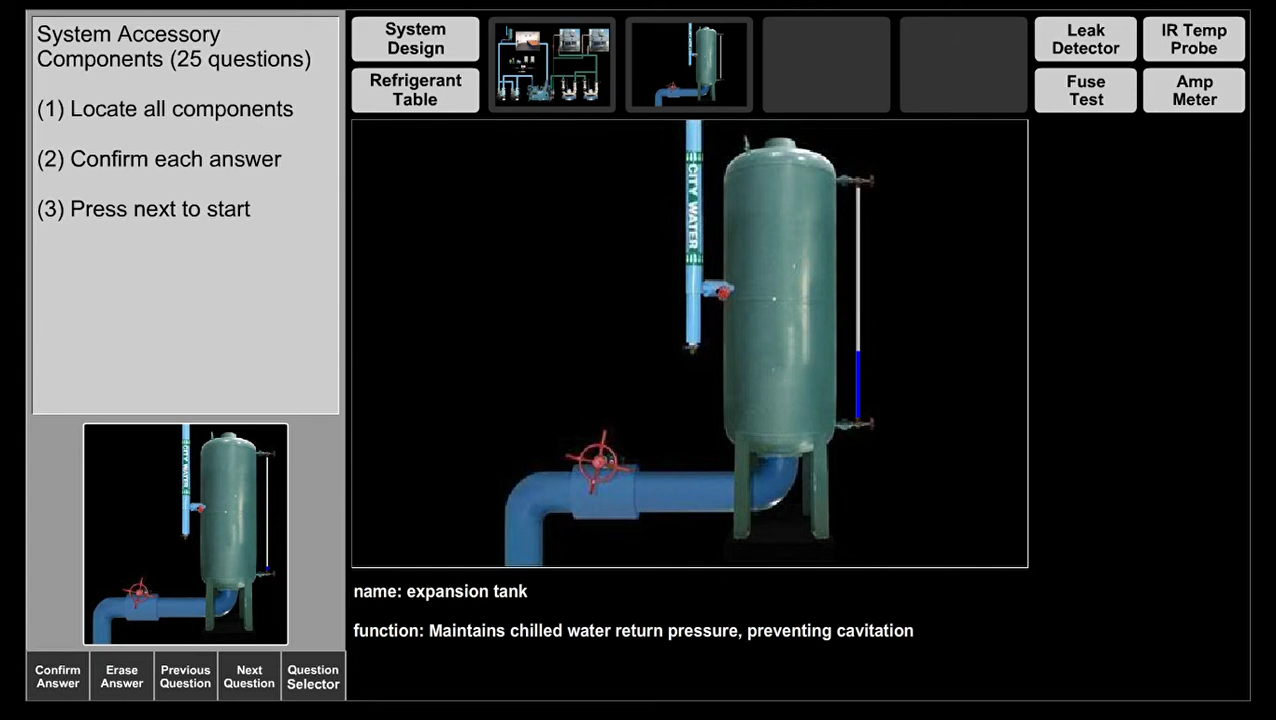 System Accessory
Components (25 questions)
(1) Locate all components
(2) Confirm each answer
(3) Press next to start
System
Design
Refrigerant
Table
Leak
Detector
IR Temp
Probe
Fuse
Test
Amp
Meter
CITY WATER
CITY WATER
name: expansion tank
function: Maintains chilled water return pressure, preventing cavitation
Confirm
Answer
Erase
Answer
Previous
Question
Next
Question
Question
Selector